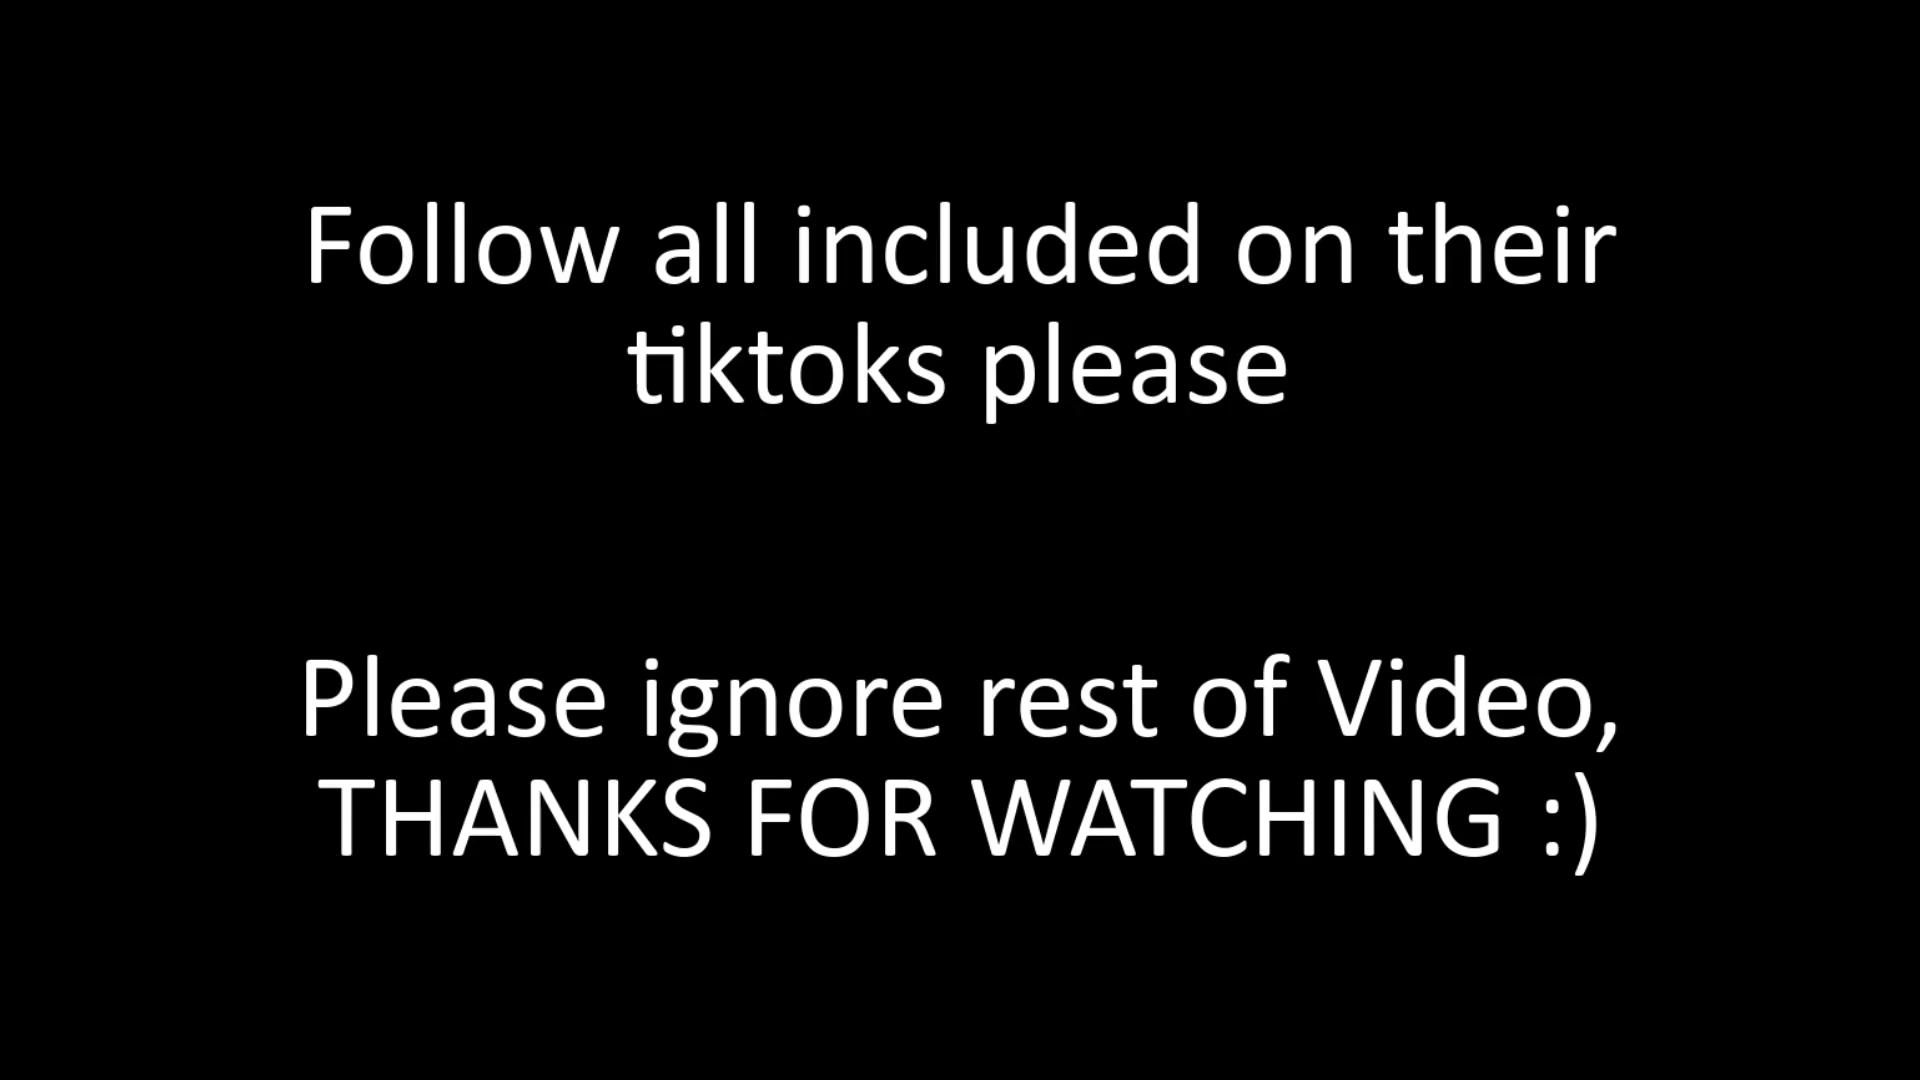 Follow all included on their
tiktoks please
Please ignore rest of Video,
THANKS FOR WATCHING :)